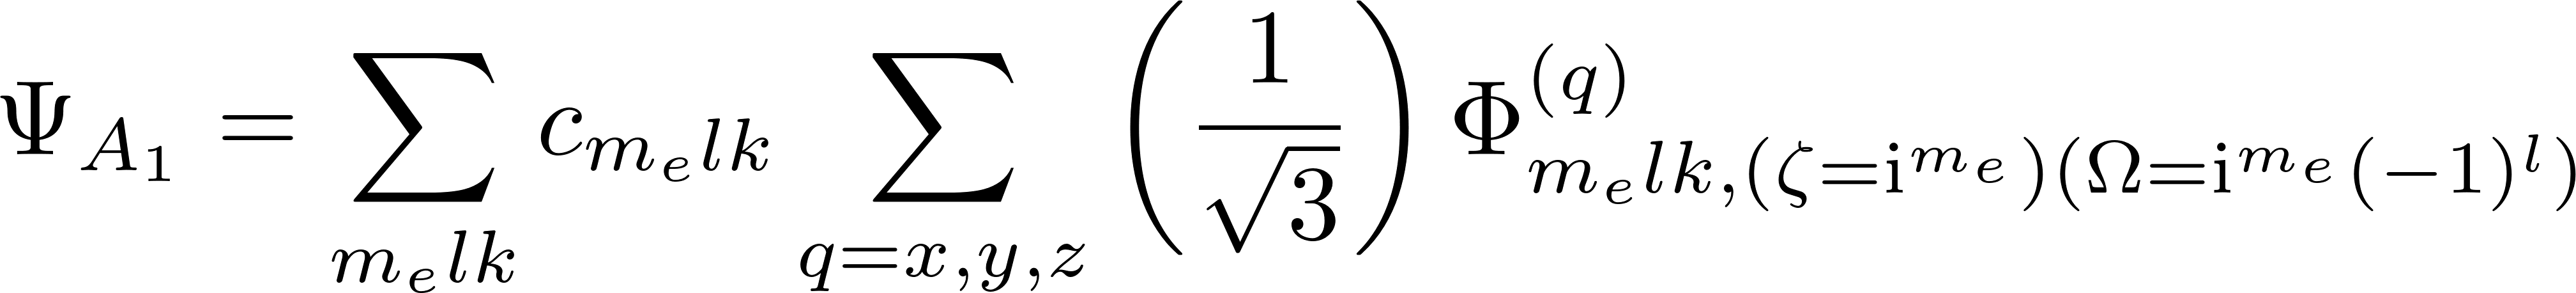 \Psi_{A_1} = \sum_{m_e l k} c_{m_e l k} \sum_{q=x,y,z} \left( \frac{1}{\sqrt{3}} \right) \Phi^{(q)}_{m_e l k, (\zeta = \mathrm{i}^{m_e})(\Omega = \mathrm{i}^{m_e}(-1)^l)}